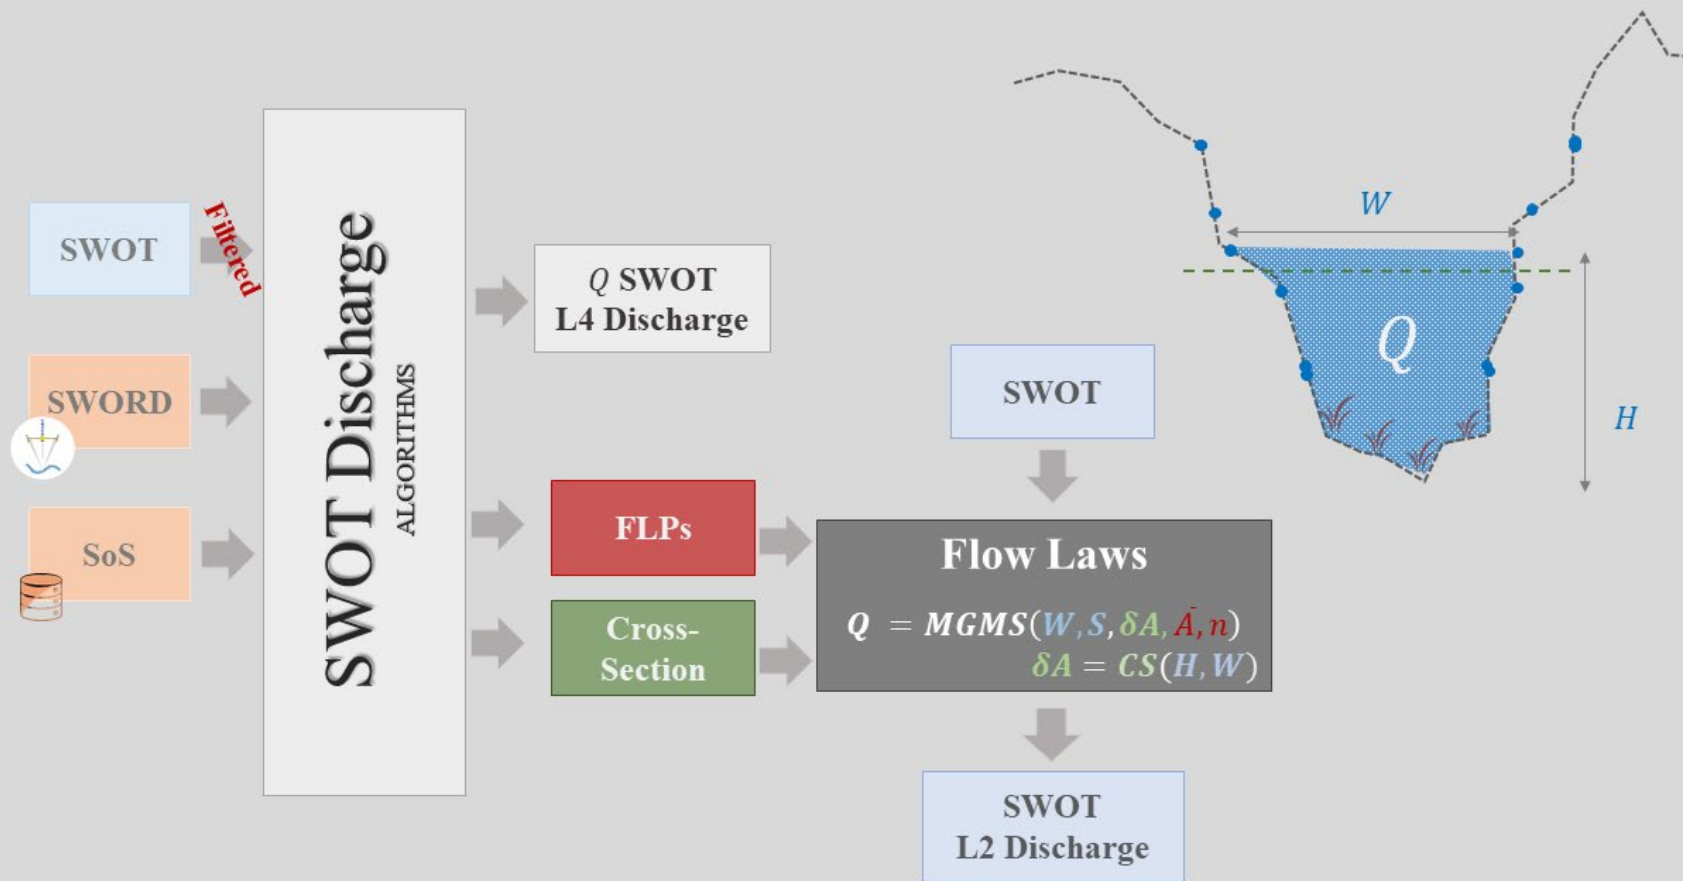 SWOT
Filtered
SWORD
SoS
SWOT Discharge
ALGORITHMS
Q SWOT
L4 Discharge
FLPs
Cross-
Section
SWOT
Flow Laws
Q = MGMS(W, S, δA, Ā, n)
δA = CS(H, W)
SWOT
L2 Discharge
W
Q
H